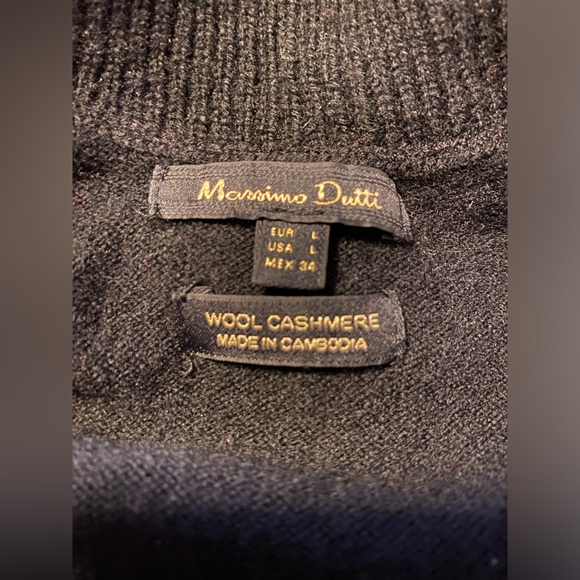 Massimo Dutti
EUR L
USA L
MEX 34
WOOL CASHMERE
MADE IN CAMBODIA